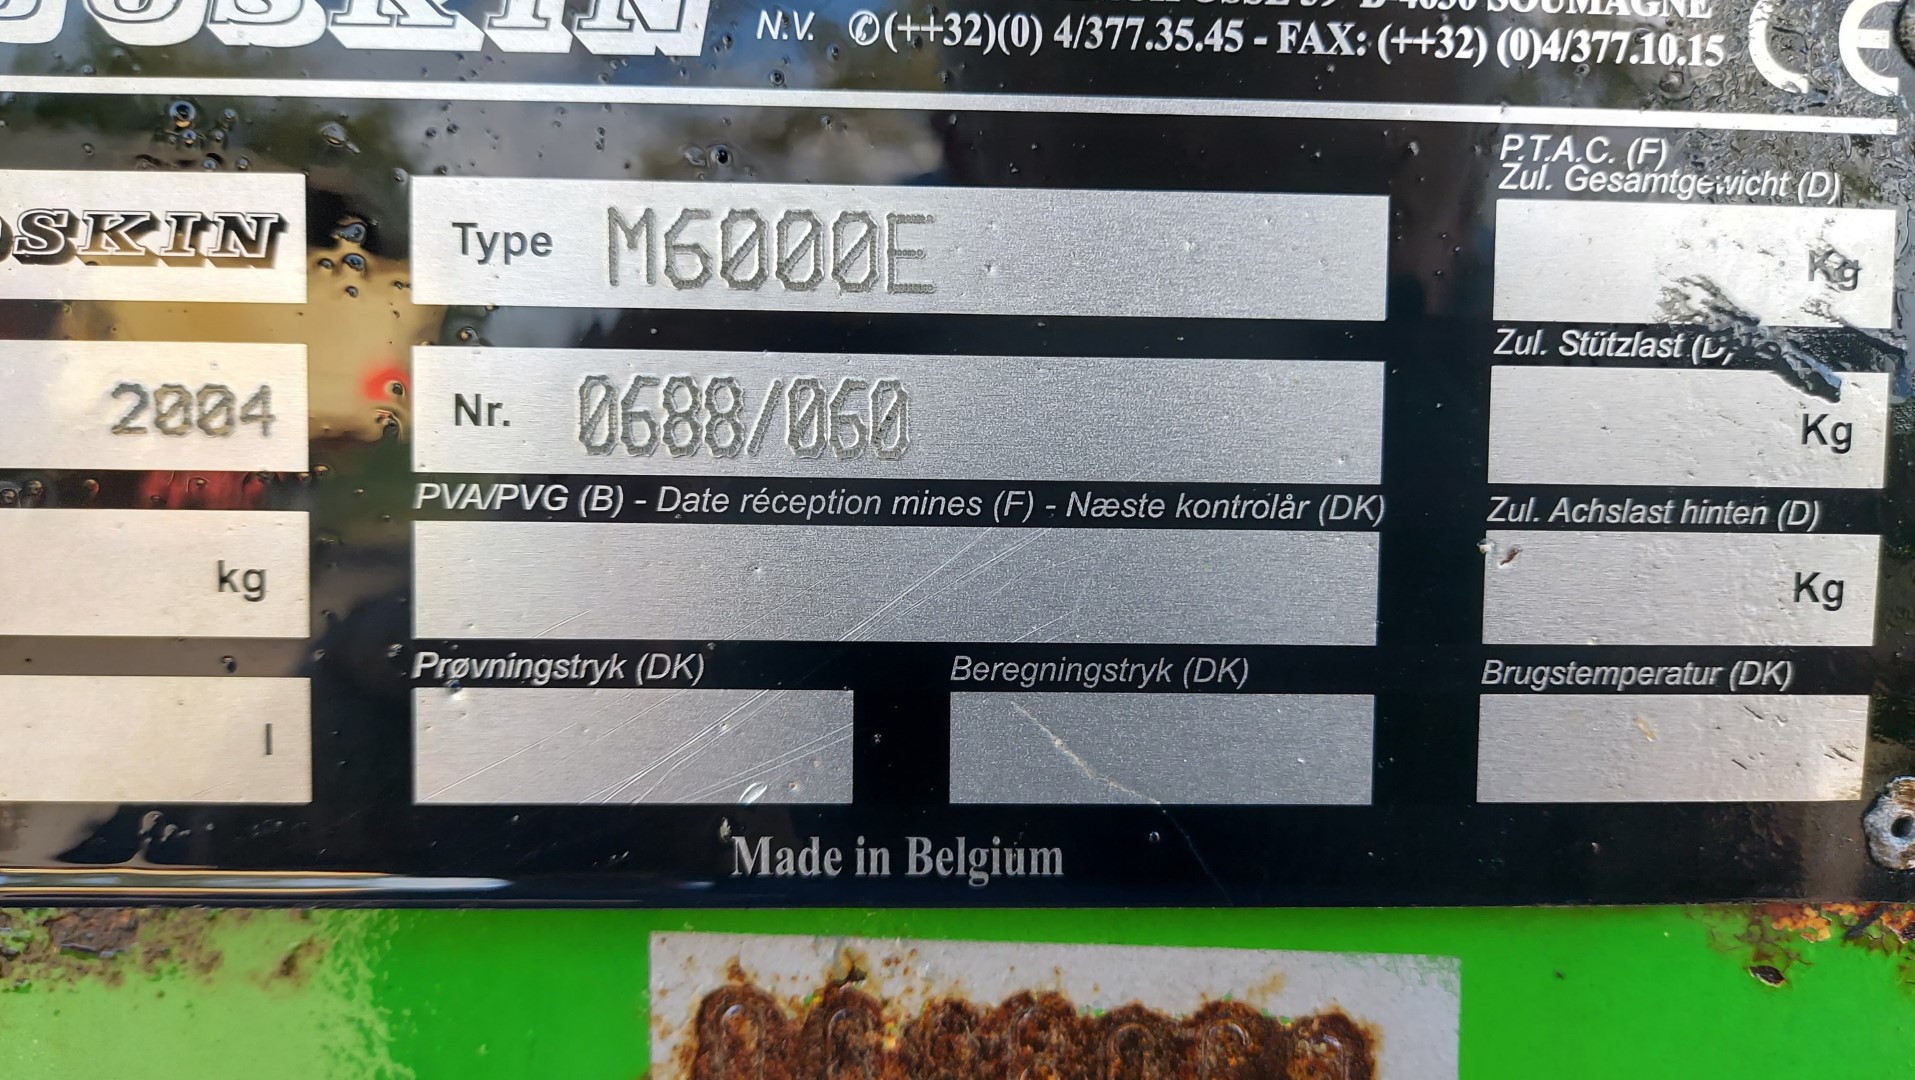 N.V. ✆(++32)(0) 4/377.35.45 - FAX: (++32) (0)4/377.10.15 CE
P.T.A.C. (F)
Zul. Gesamtgewicht (D)
Type M6000E
Kg
Zul. Stützlast (D)
2004
Nr. 0688/060
Kg
PVA/PVG (B) - Date réception mines (F) - Næste kontrolår (DK)
Zul. Achslast hinten (D)
kg
Kg
Prøvningstryk (DK)
Beregningstryk (DK)
Brugstemperatur (DK)
l
Made in Belgium